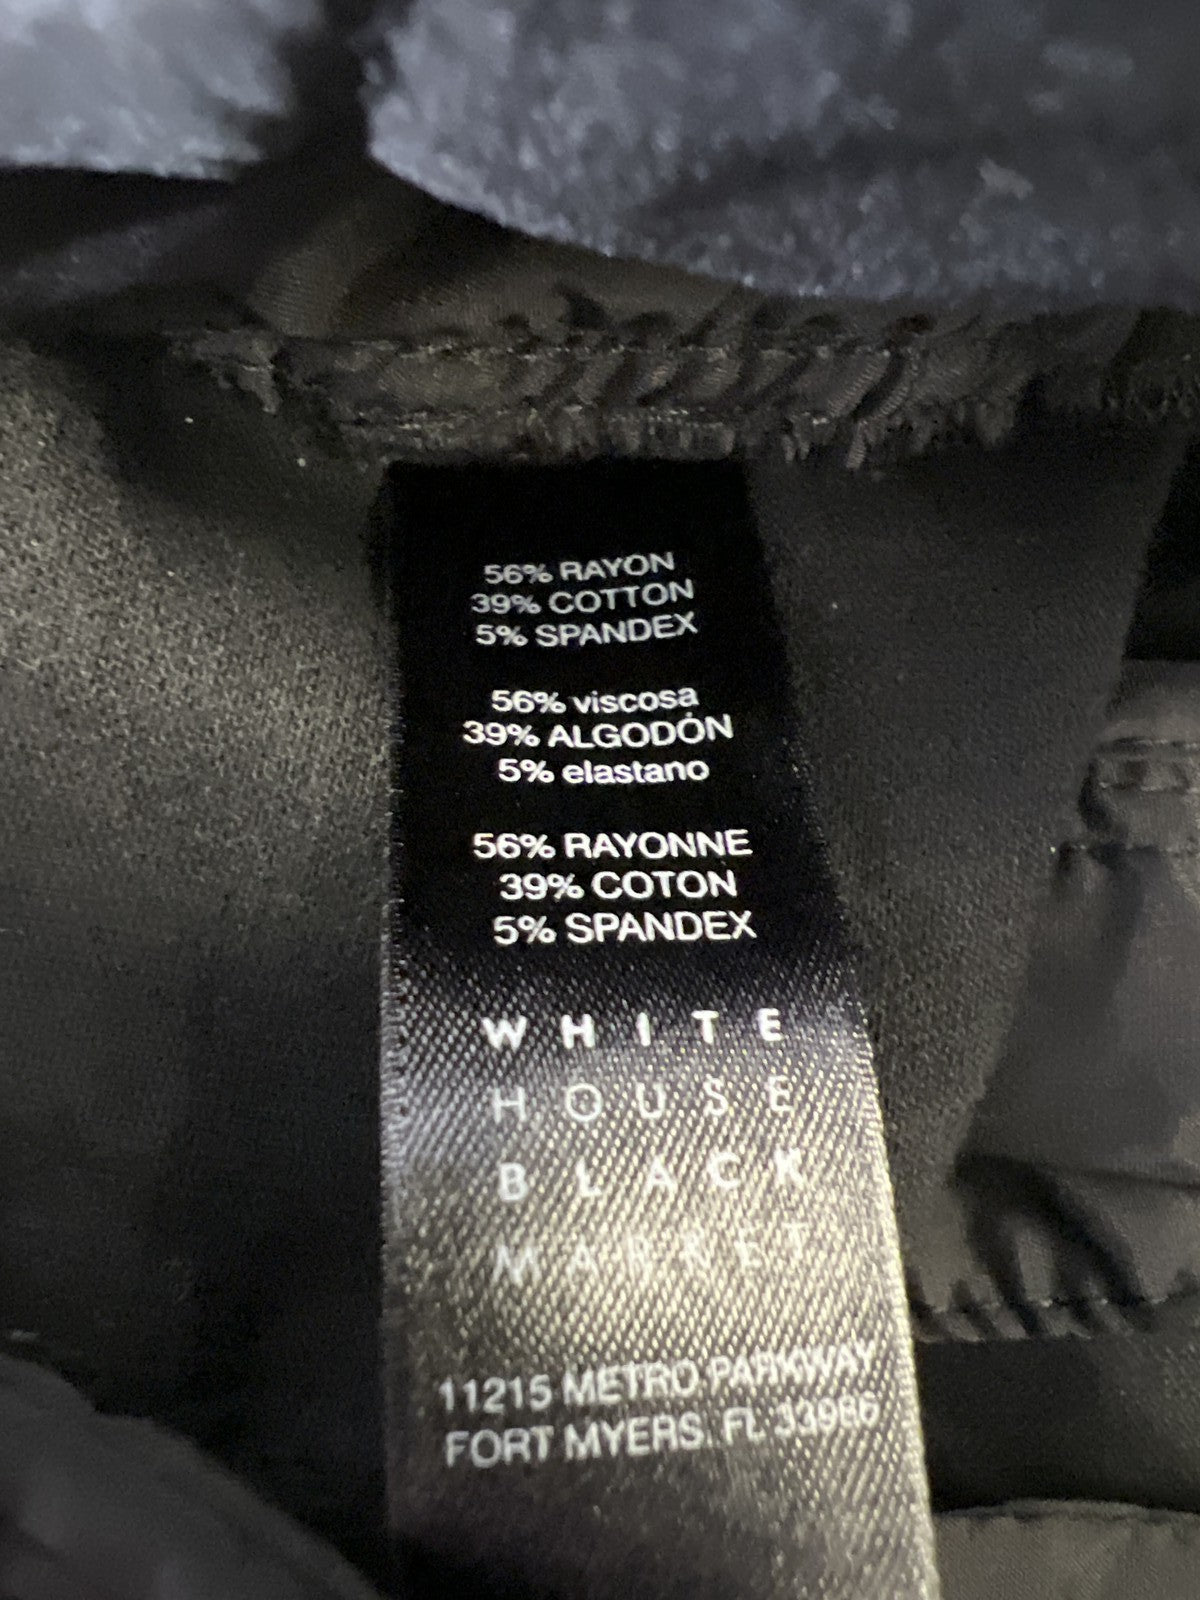 56% RAYON
39% COTTON
5% SPANDEX
56% viscosa
39% ALGODÓN
5% elastano
56% RAYONNE
39% COTON
5% SPANDEX
WHITE
HOUSE
BLACK
MARKET
11215 METRO PARKWAY
FORT MYERS, FL 33966